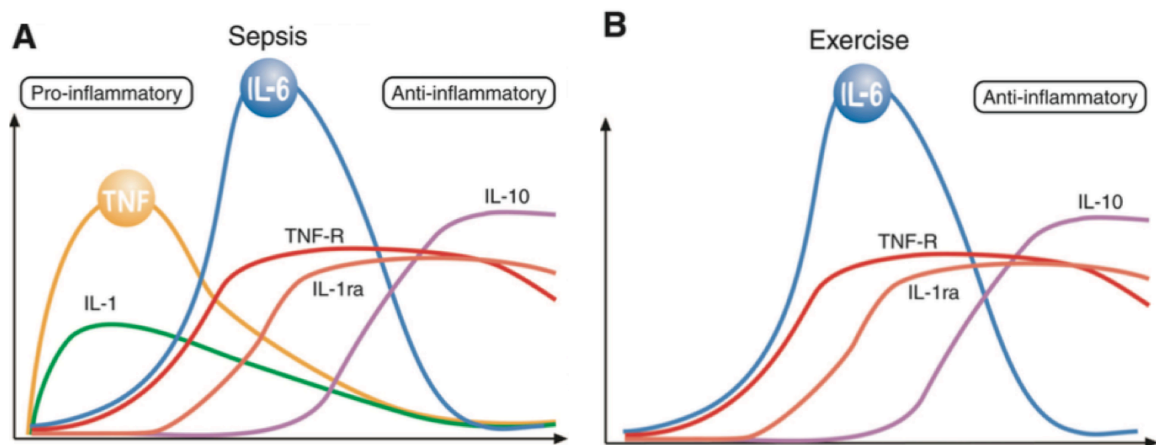 A
Sepsis
Pro-inflammatory
IL-6
Anti-inflammatory
TNF
IL-10
TNF-R
IL-1
IL-1ra
B
Exercise
IL-6
Anti-inflammatory
IL-10
TNF-R
IL-1ra